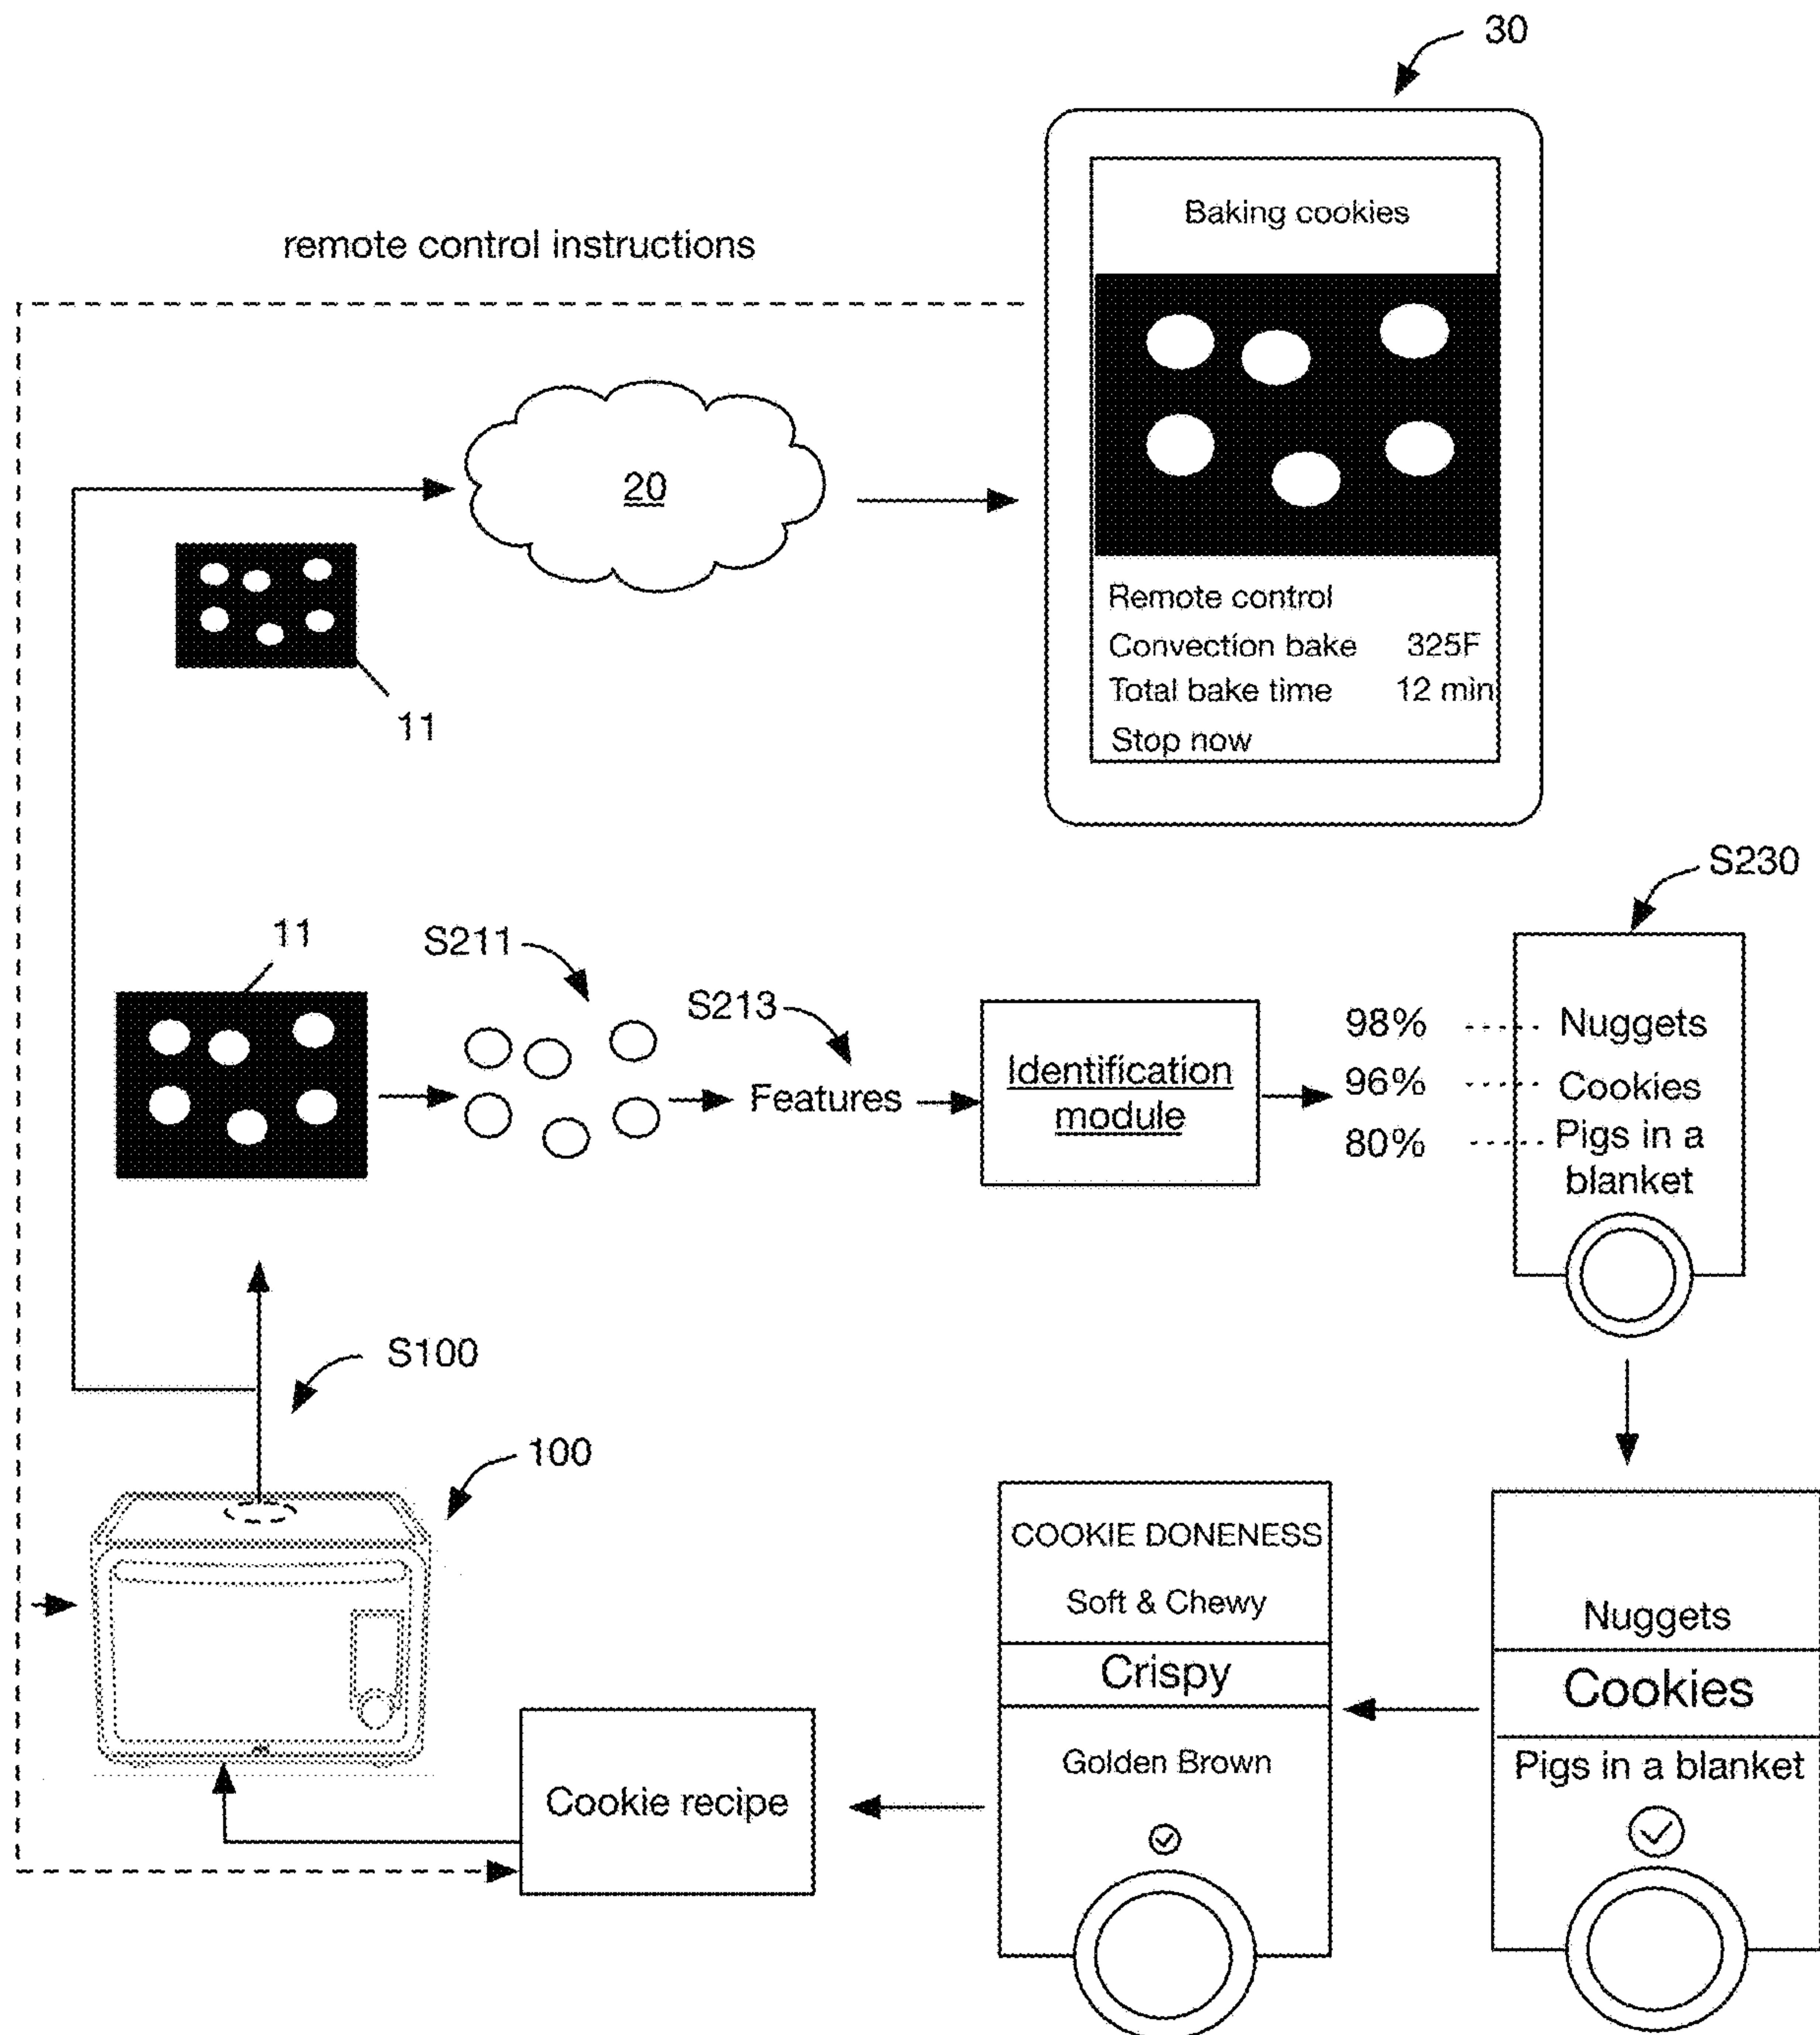 30
Baking cookies
remote control instructions
20
Remote control
Convection bake 325F
Total bake time 12 min
Stop now
11
S230
11
S211
S213
Features
Identification
module
98% Nuggets
96% Cookies
80% Pigs in a
blanket
S100
100
COOKIE DONENESS
Soft & Chewy
Crispy
Golden Brown
Nuggets
Cookies
Pigs in a blanket
Cookie recipe